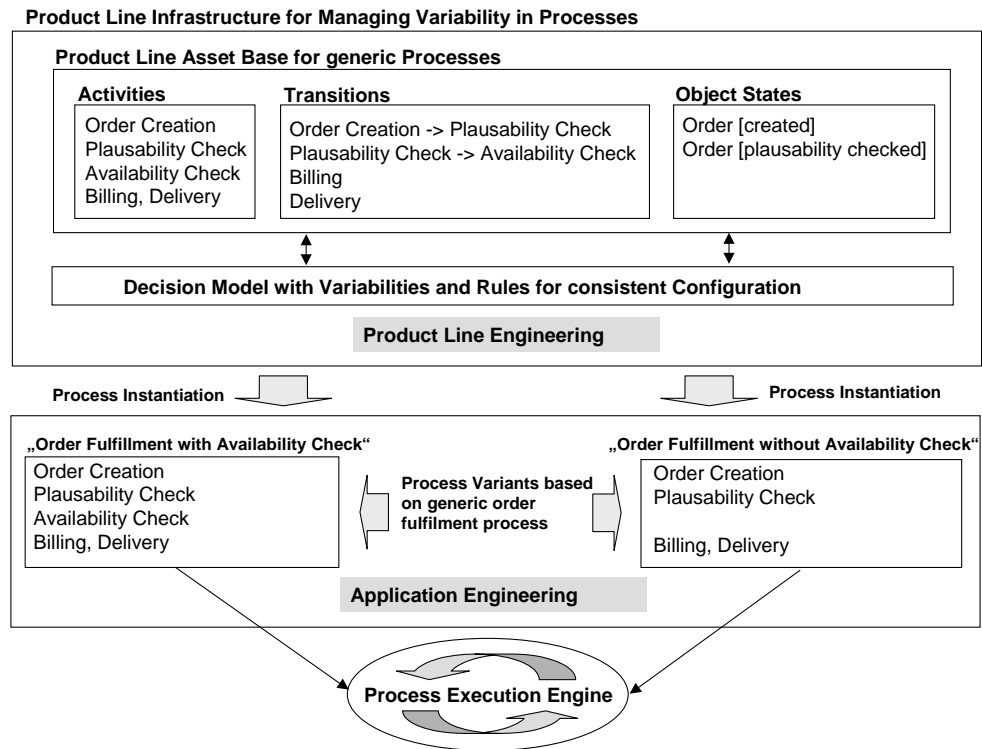 Product Line Infrastructure for Managing Variability in Processes
Product Line Asset Base for generic Processes
Activities
Order Creation
Plausability Check
Availability Check
Billing, Delivery
Transitions
Order Creation -> Plausability Check
Plausability Check -> Availability Check
Billing
Delivery
Object States
Order [created]
Order [plausability checked]
Decision Model with Variabilities and Rules for consistent Configuration
Product Line Engineering
Process Instantiation
Process Instantiation
„Order Fulfillment with Availability Check“
Order Creation
Plausability Check
Availability Check
Billing, Delivery
Process Variants based
on generic order
fulfilment process
„Order Fulfillment without Availability Check“
Order Creation
Plausability Check
Billing, Delivery
Application Engineering
Process Execution Engine